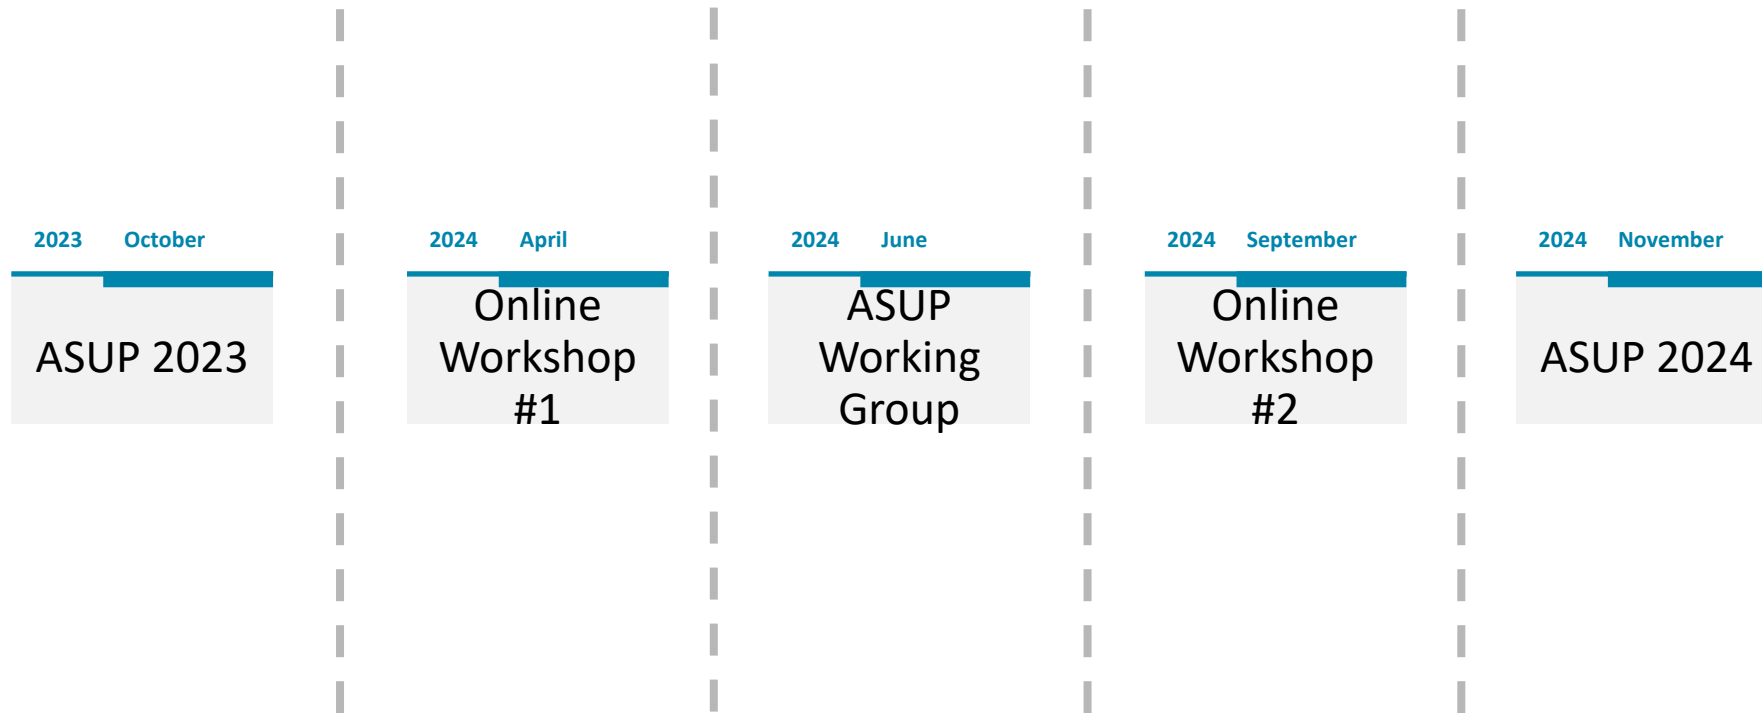 2023 October
ASUP 2023
2024 April
Online
Workshop
#1
2024 June
ASUP
Working
Group
2024 September
Online
Workshop
#2
2024 November
ASUP 2024